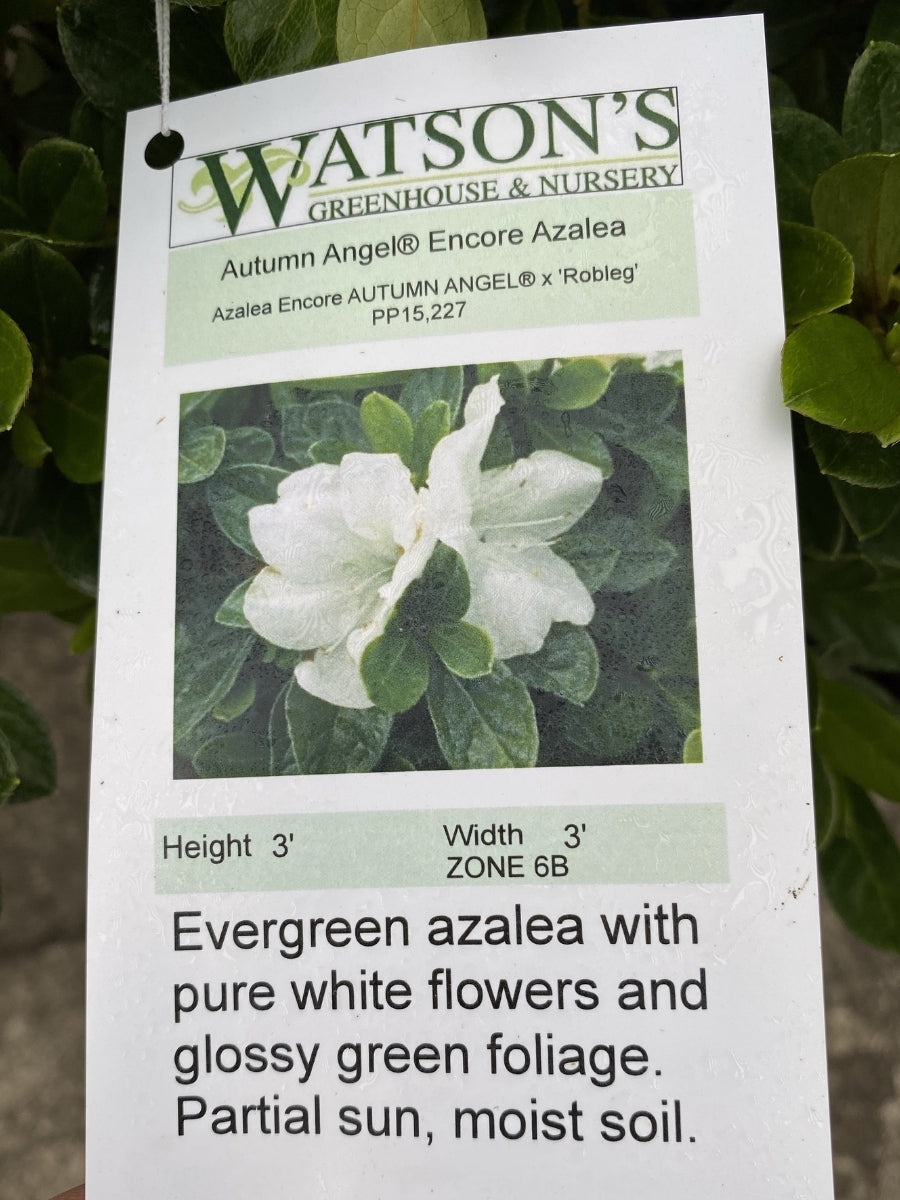 WATSON'S
GREENHOUSE & NURSERY
Autumn Angel® Encore Azalea
Azalea Encore AUTUMN ANGEL® x 'Robleg'
PP15,227
Height 3' Width 3'
ZONE 6B
Evergreen azalea with
pure white flowers and
glossy green foliage.
Partial sun, moist soil.